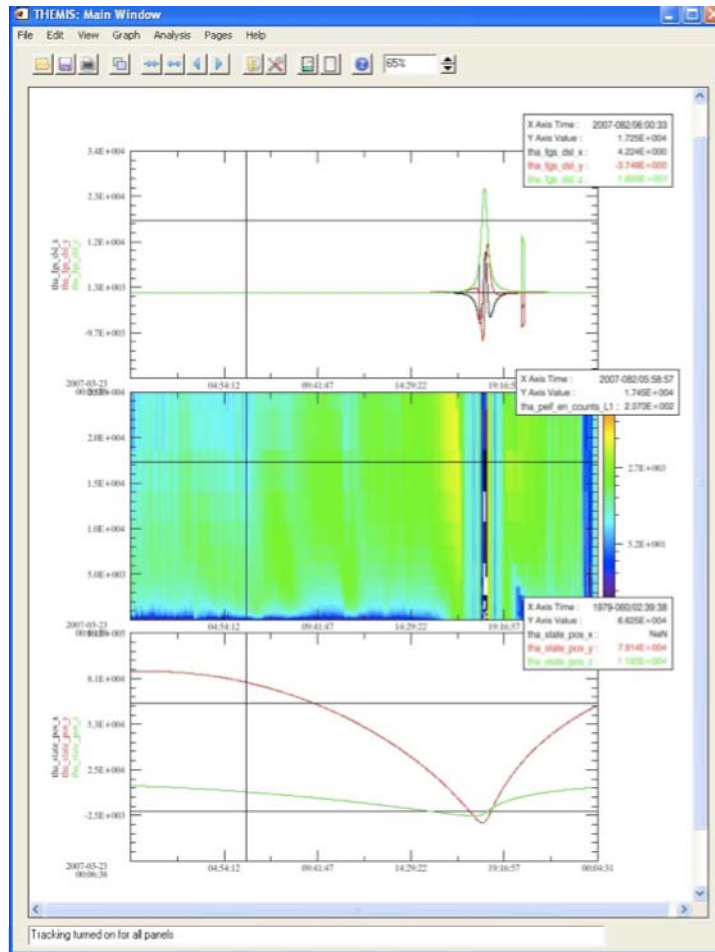 THEMIS: Main Window
File Edit View Graph Analysis Pages Help
65%
X Axis Time : 2007-082/06:00:33
Y Axis Value : 1.725E+004
tha_fgs_dsl_x : 4.224E+000
tha_fgs_dsl_y : -3.748E+000
tha_fgs_dsl_z :
3.4E+004
2.3E+004
1.2E+004
1.3E+003
-9.7E+003
tha_fgs_dsl_x
tha_fgs_dsl_y
tha_fgs_dsl_z
2007-03-23
04:54:12 09:41:47 14:29:22 19:16:57
X Axis Time : 2007-082/05:58:57
Y Axis Value : 1.745E+004
tha_peif_en_counts_L1 : 2.070E+002
2.0E+004
1.5E+004
1.0E+004
5.0E+003
2.7E+003
5.2E+001
2007-03-23
04:54:12 09:41:47 14:29:22 19:16:57
X Axis Time : 1979-060/02:39:38
Y Axis Value : 6.625E+004
tha_state_pos_x : NaN
tha_state_pos_y : 7.914E+004
tha_state_pos_z :
8.1E+004
5.3E+004
2.5E+004
-2.5E+003
tha_state_pos_x
tha_state_pos_y
tha_state_pos_z
2007-03-23
00:06:38
04:54:12 09:41:47 14:29:22 19:16:57 00:04:31
Tracking turned on for all panels